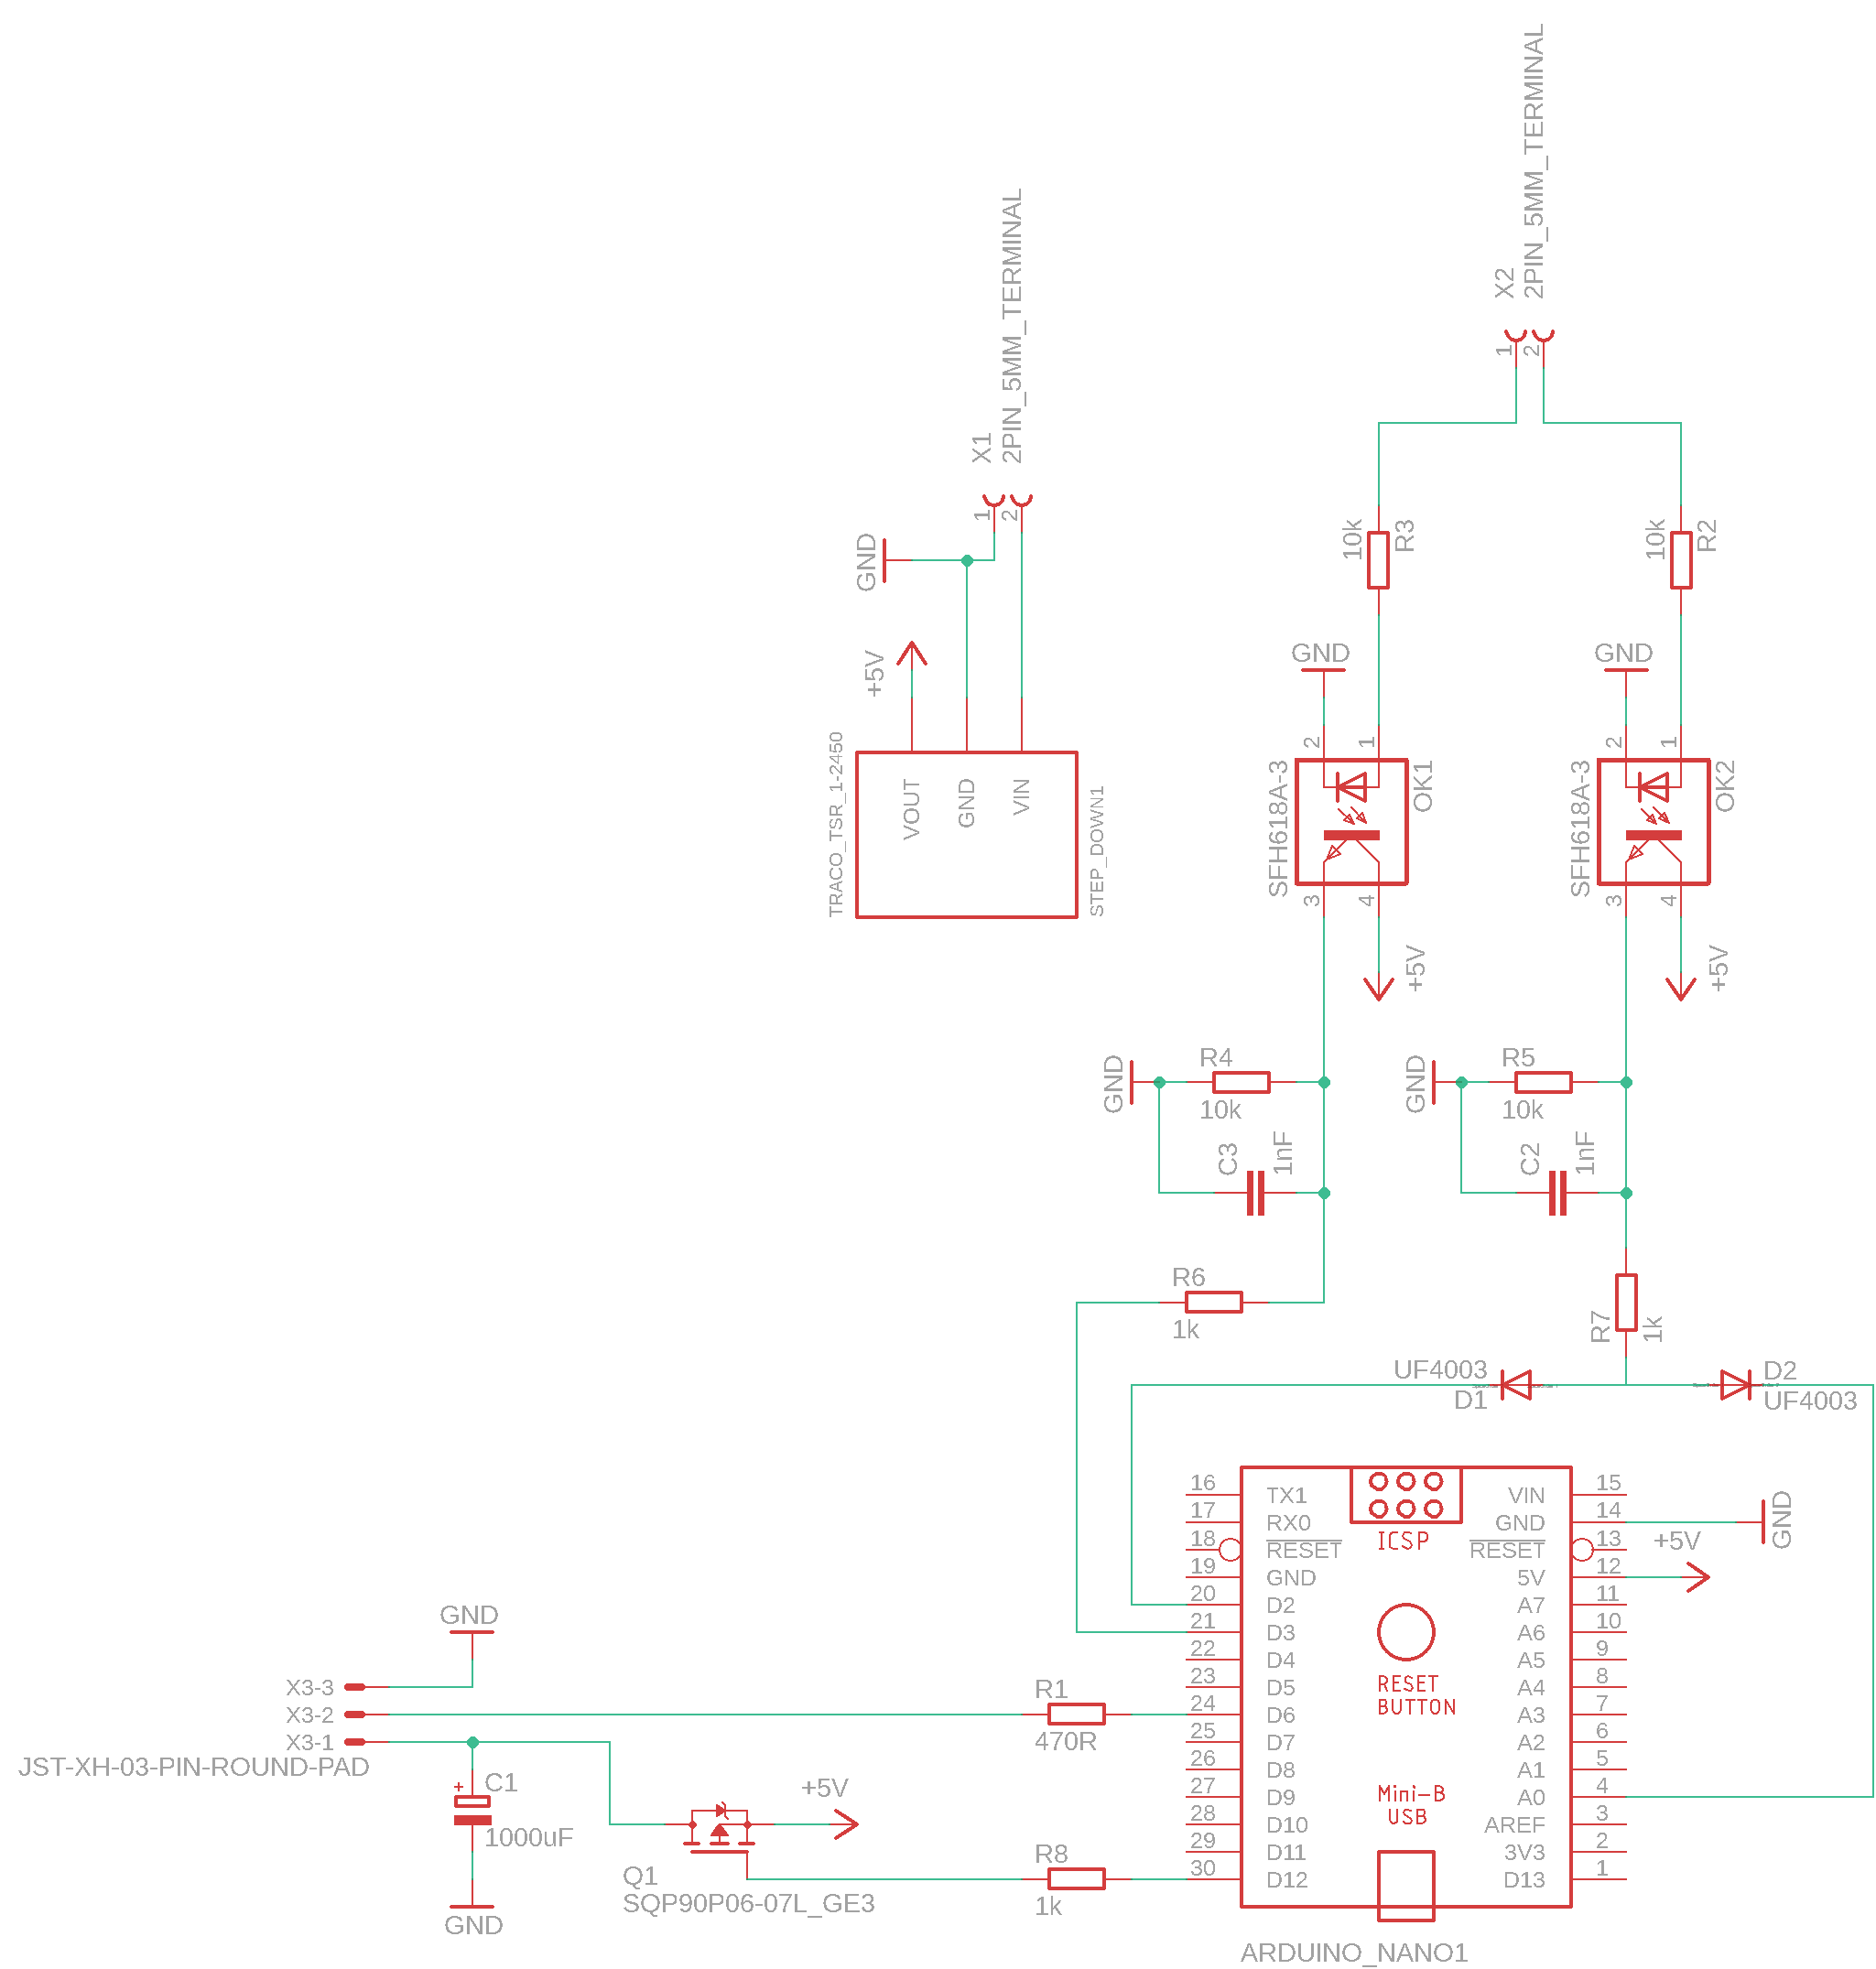 X2
2PIN_5MM_TERMINAL
1
2
X1
2PIN_5MM_TERMINAL
1
2
GND
+5V
TRACO_TSR_1-2450
VOUT
GND
VIN
STEP_DOWN1
10k
R3
10k
R2
GND
GND
2
1
2
1
SFH618A-3
OK1
SFH618A-3
OK2
3
4
3
4
+5V
+5V
GND
R4
10k
C3
1nF
GND
R5
10k
C2
1nF
R6
1k
R7
1k
UF4003
D1
D2
UF4003
16 TX1
17 RX0
18 RESET
19 GND
20 D2
21 D3
22 D4
23 D5
24 D6
25 D7
26 D8
27 D9
28 D10
29 D11
30 D12
ICSP
RESET
BUTTON
Mini-B
USB
VIN 15
GND 14
RESET 13
5V 12
A7 11
A6 10
A5 9
A4 8
A3 7
A2 6
A1 5
A0 4
AREF 3
3V3 2
D13 1
GND
+5V
ARDUINO_NANO1
GND
X3-3
X3-2
X3-1
JST-XH-03-PIN-ROUND-PAD
+
C1
1000uF
GND
R1
470R
+5V
Q1
SQP90P06-07L_GE3
R8
1k